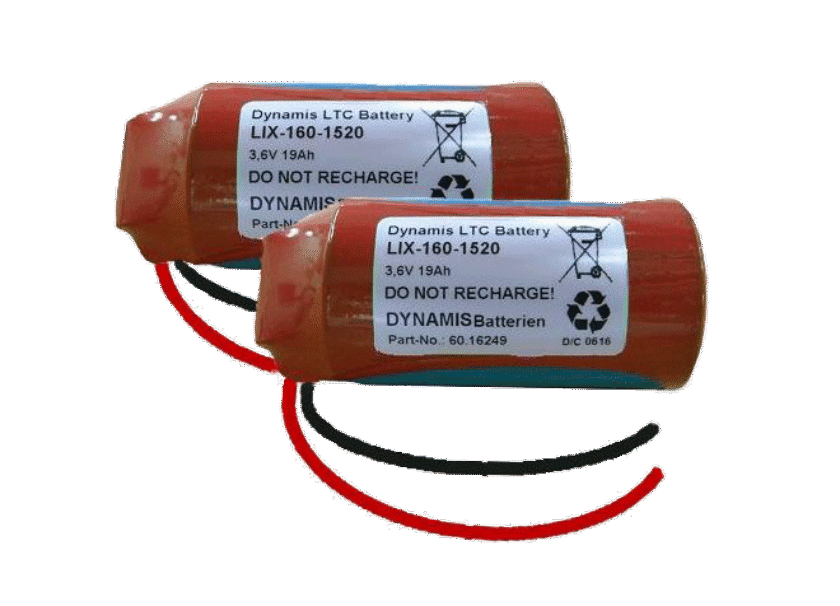 Dynamis LTC Battery
LIX-160-1520
3,6V 19Ah
DO NOT RECHARGE!
DYNAMIS
Part-No
Dynamis LTC Battery
LIX-160-1520
3,6V 19Ah
DO NOT RECHARGE!
DYNAMISBatterien
Part-No.: 60.16249 D/C 0616